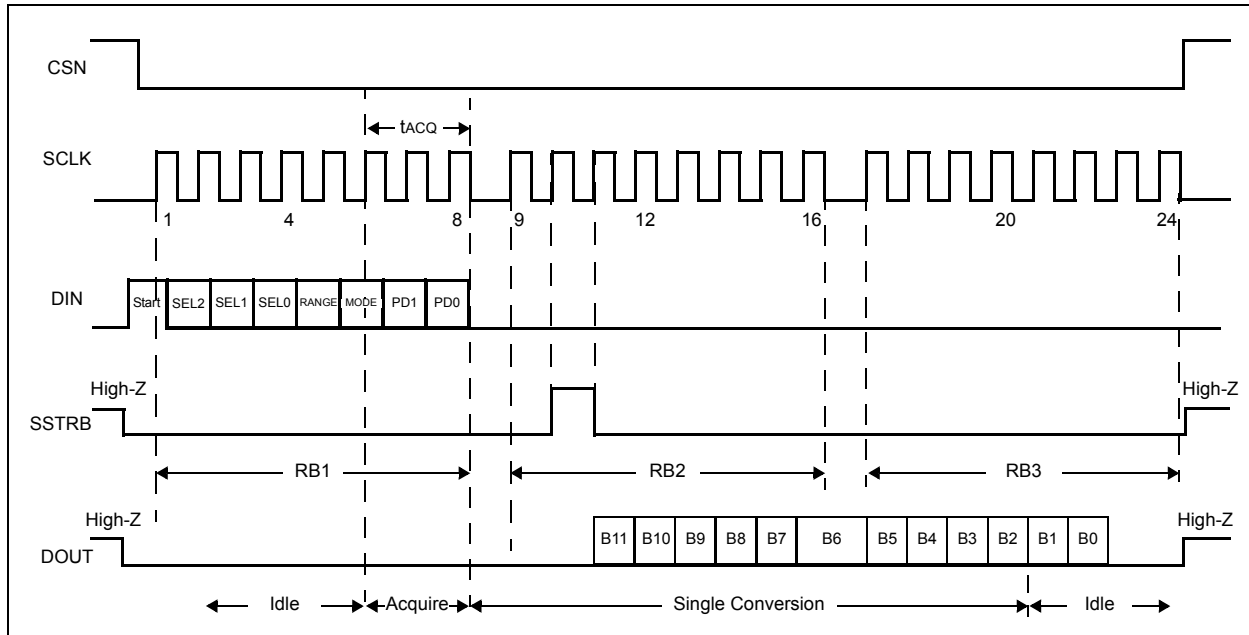 CSN
tACQ
SCLK
1 4 8 9 12 16 20 24
DIN Start SEL2 SEL1 SEL0 RANGE MODE PD1 PD0
High-Z High-Z
SSTRB
RB1 RB2 RB3
High-Z High-Z
DOUT B11 B10 B9 B8 B7 B6 B5 B4 B3 B2 B1 B0
Idle Acquire Single Conversion Idle